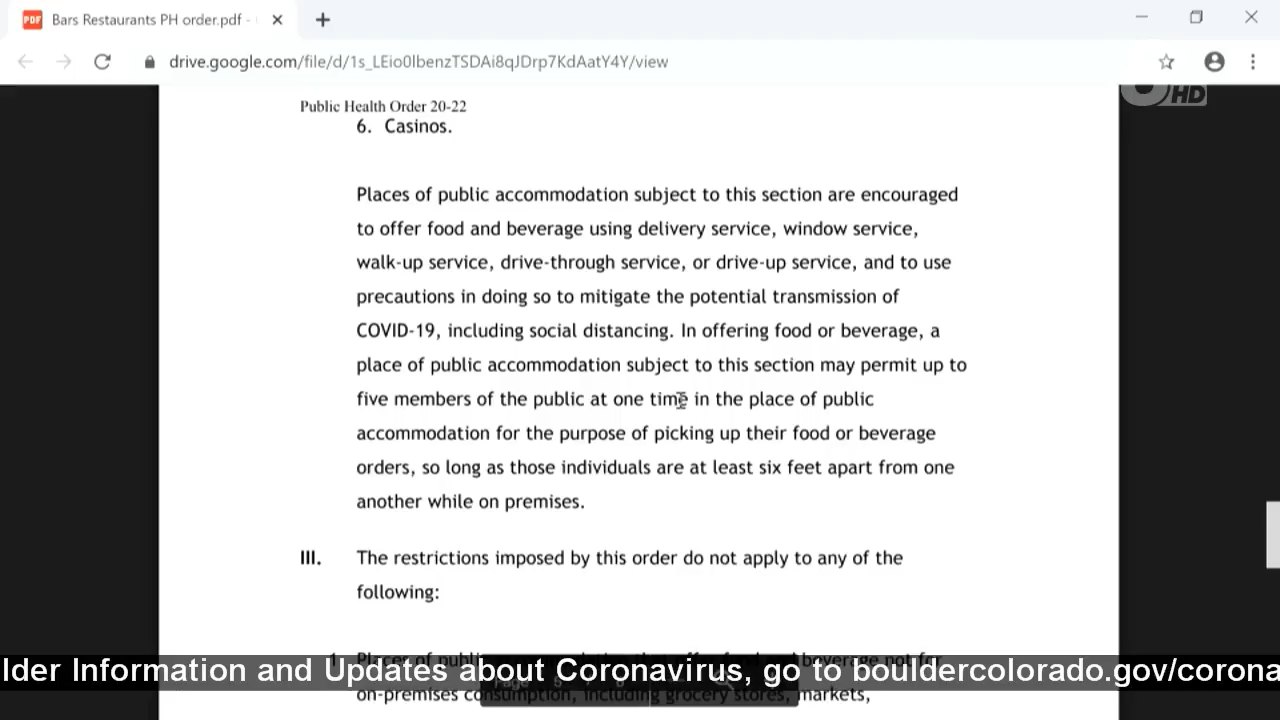 Bars Restaurants PH order.pdf -
drive.google.com/file/d/1s_LEio0lbenzTSDAi8qJDrp7KdAatY4Y/view
HD
Public Health Order 20-22
6. Casinos.
Places of public accommodation subject to this section are encouraged
to offer food and beverage using delivery service, window service,
walk-up service, drive-through service, or drive-up service, and to use
precautions in doing so to mitigate the potential transmission of
COVID-19, including social distancing. In offering food or beverage, a
place of public accommodation subject to this section may permit up to
five members of the public at one time in the place of public
accommodation for the purpose of picking up their food or beverage
orders, so long as those individuals are at least six feet apart from one
another while on premises.
III. The restrictions imposed by this order do not apply to any of the
following:
lder Information and Updates about Coronavirus, go to bouldercolorado.gov/corona
on-premises consumption, including grocery stores, markets,